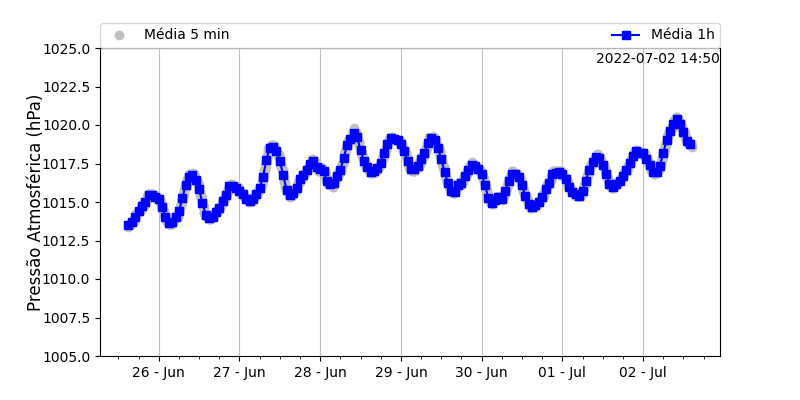 Média 5 min
Média 1h
2022-07-02 14:50
Pressão Atmosférica (hPa)
1025.0
1022.5
1020.0
1017.5
1015.0
1012.5
1010.0
1007.5
1005.0
26 - Jun
27 - Jun
28 - Jun
29 - Jun
30 - Jun
01 - Jul
02 - Jul